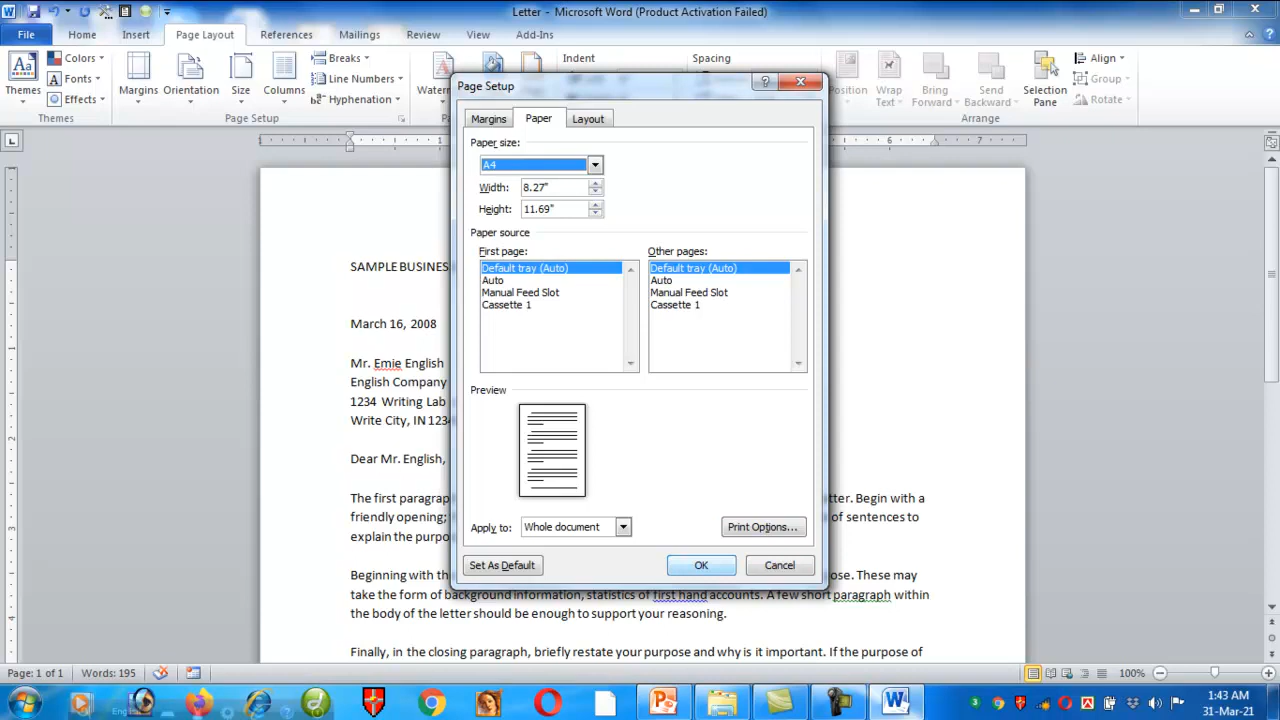 Letter - Microsoft Word (Product Activation Failed)
File Home Insert Page Layout References Mailings Review View Add-Ins
Themes
Colors
Fonts
Effects
Themes
Margins
Orientation
Size
Columns
Breaks
Line Numbers
Hyphenation
Page Setup
Indent
Spacing
Position
Wrap
Text
Bring
Forward
Send
Backward
Selection
Pane
Align
Group
Rotate
Arrange
Page Setup
Margins Paper Layout
Paper size:
A4
Width: 8.27"
Height: 11.69"
Paper source
First page:
Default tray (Auto)
Auto
Manual Feed Slot
Cassette 1
Other pages:
Default tray (Auto)
Auto
Manual Feed Slot
Cassette 1
Preview
Apply to: Whole document
Print Options...
Set As Default OK Cancel
SAMPLE
March 16, 2008
Mr. Emie English
English Company
1234 Writing Lab
Write City, IN
Dear Mr. English,
The first Begin with a
friendly opening; of sentences to
explain the
Beginning with These may
take the form of background information, statistics of first hand accounts. A few short paragraph within
the body of the letter should be enough to support your reasoning.
Finally, in the closing paragraph, briefly restate your purpose and why is it important. If the purpose of
Page: 1 of 1 Words: 195 100%
1:43 AM
31-Mar-21